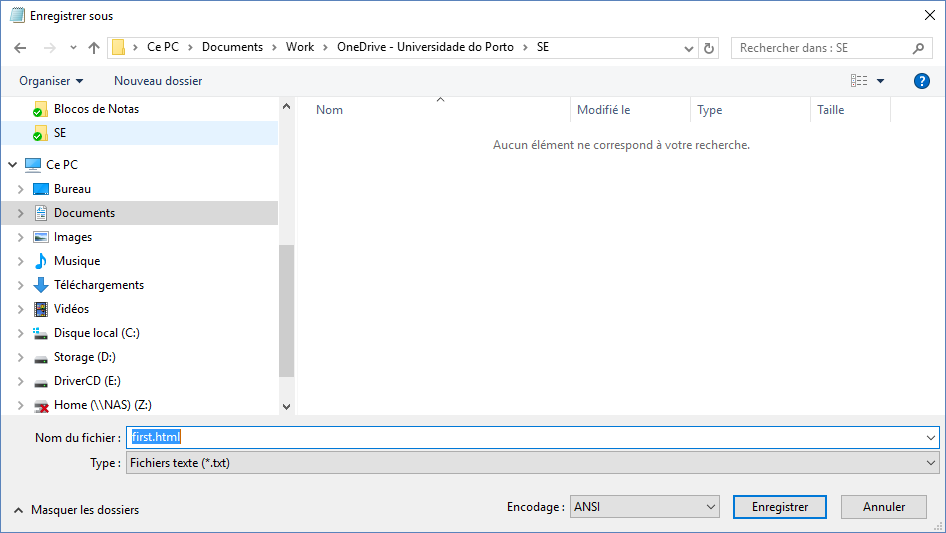 Enregistrer sous
Ce PC Documents Work OneDrive - Universidade do Porto SE
Rechercher dans : SE
Organiser Nouveau dossier
?
Blocos de Notas
SE
Ce PC
Bureau
Documents
Images
Musique
Téléchargements
Vidéos
Disque local (C:)
Storage (D:)
DriverCD (E:)
Home (\\NAS) (Z:)
Nom Modifié le Type Taille
Aucun élément ne correspond à votre recherche.
Nom du fichier : first.html
Type : Fichiers texte (*.txt)
Masquer les dossiers
Encodage : ANSI
Enregistrer Annuler